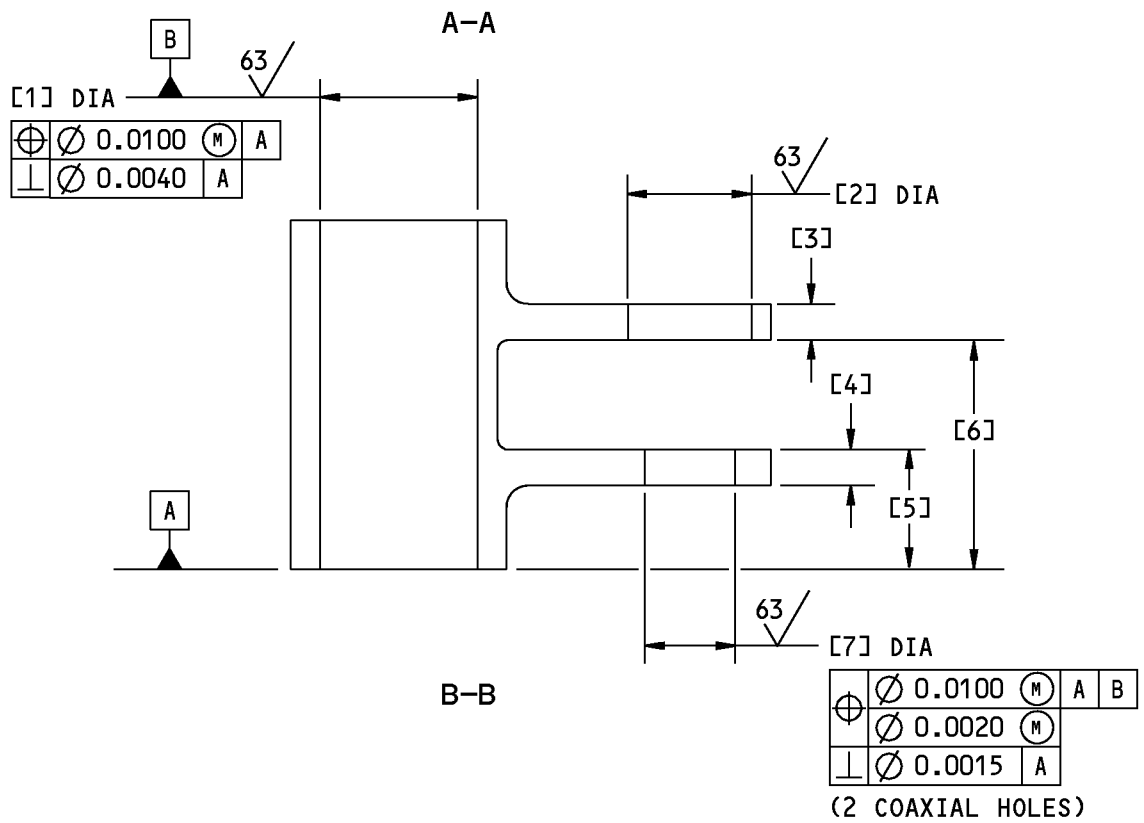 A-A
B
63
[1] DIA
⌖ ⌀ 0.0100 Ⓜ A
⊥ ⌀ 0.0040 A
63
[2] DIA
[3]
[4]
[6]
A
[5]
63
[7] DIA
B-B
⌖ ⌀ 0.0100 Ⓜ A B
⌀ 0.0020 Ⓜ
⊥ ⌀ 0.0015 A
(2 COAXIAL HOLES)